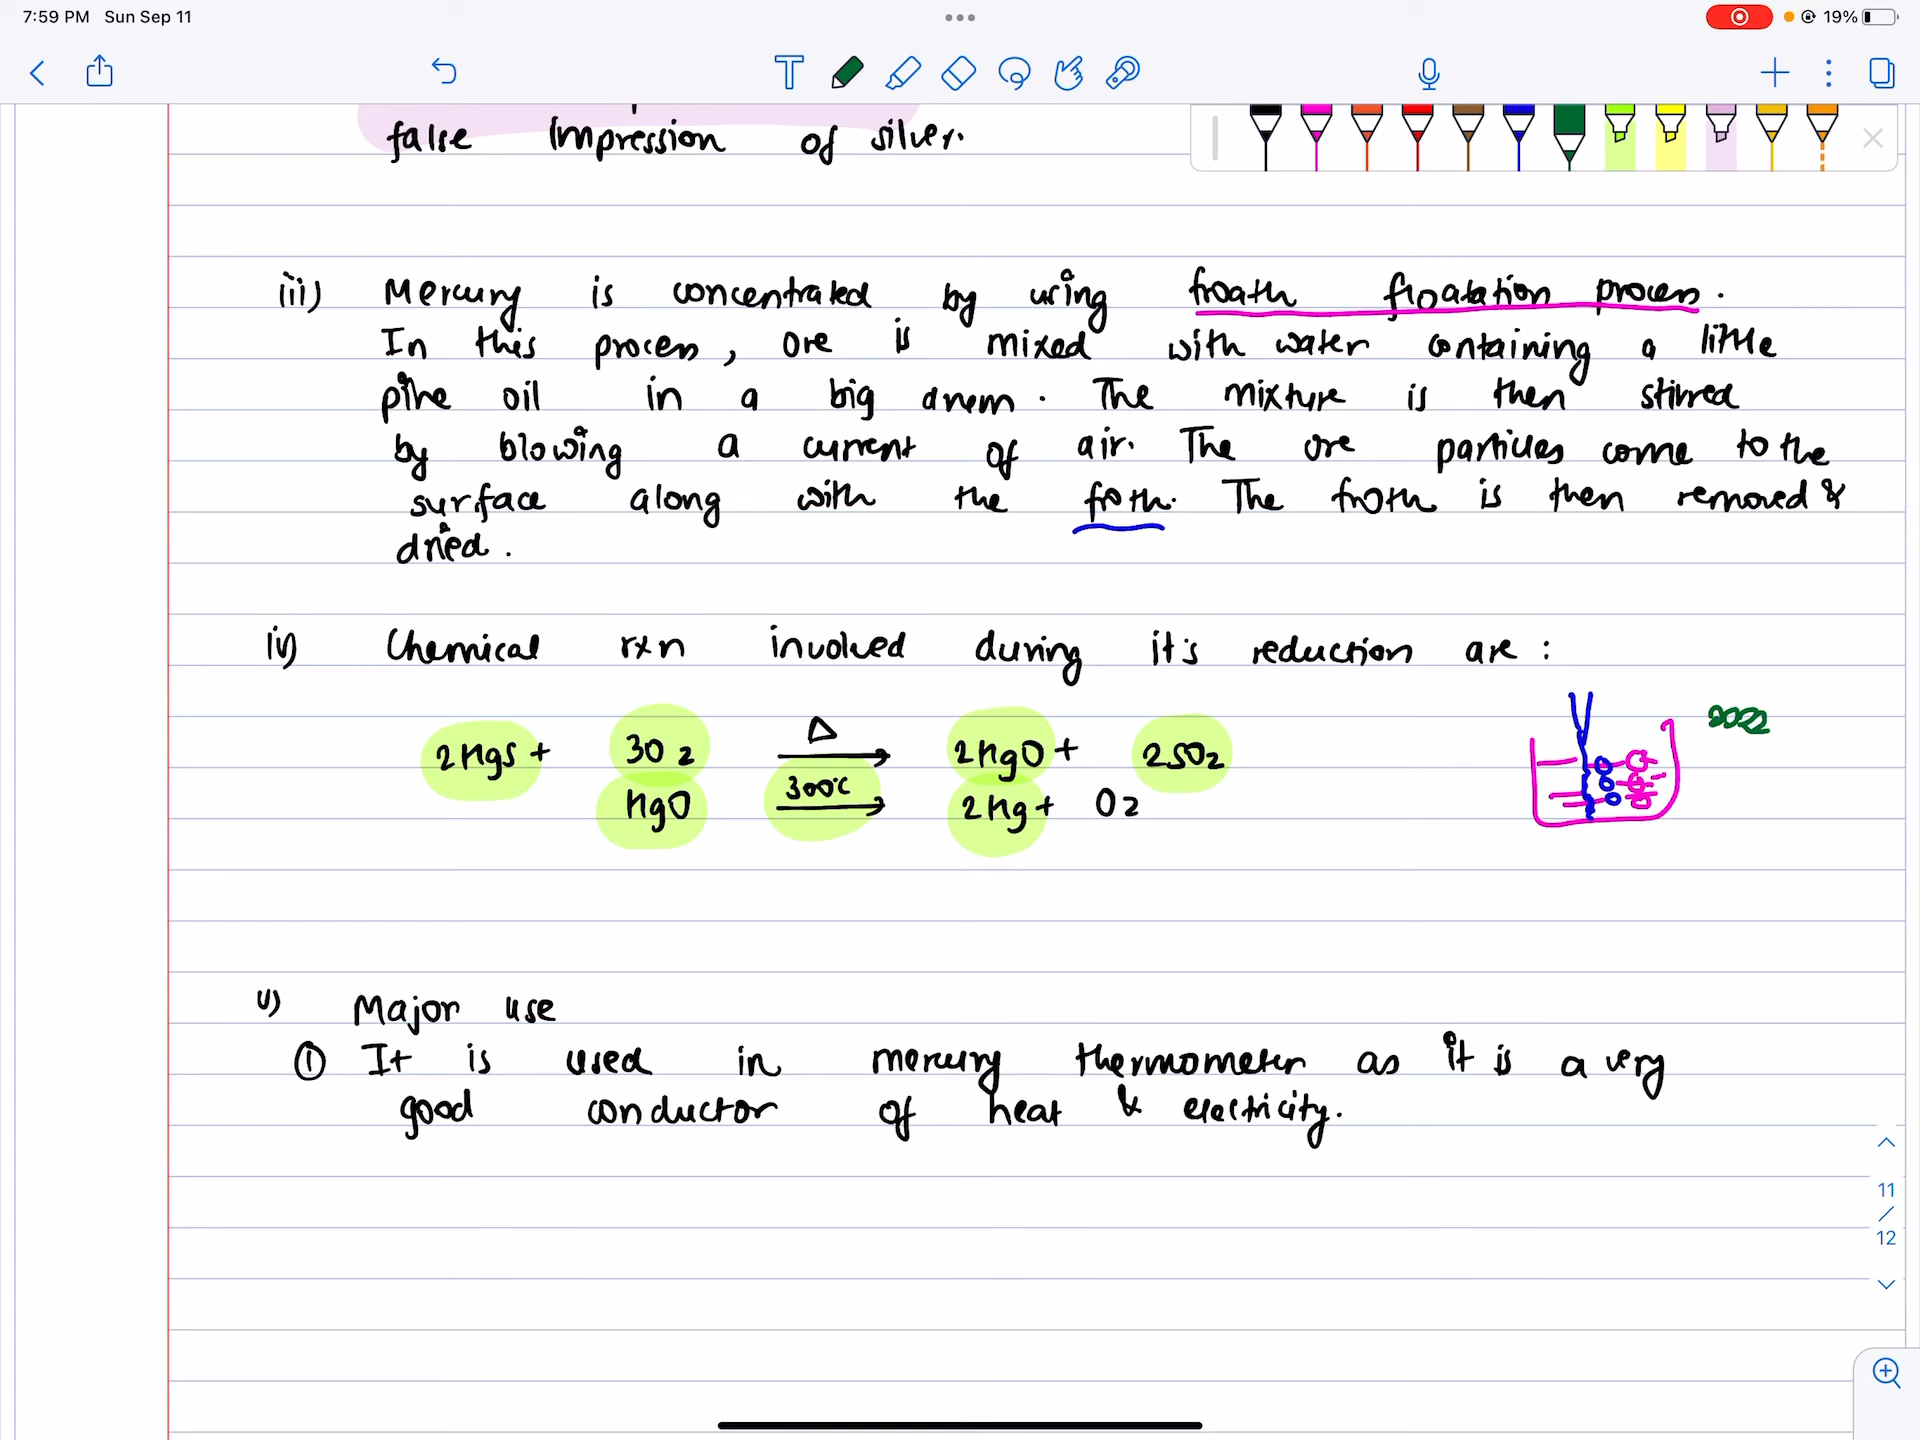 7:59 PM Sun Sep 11
19%
false Impression of silver.
iii) Mercury is concentrated by using froath floatation process.
In this process, ore is mixed with water containing a little
pine oil in a big drum. The mixture is then stirred
by blowing a current of air. The ore particles come to the
surface along with the froth. The froth is then removed &
dried.
iv) Chemical rxn involved during it's reduction are :
2HgS + 3O2 Δ → 2HgO + 2SO2
HgO 300°C → 2Hg + O2
v) Major use
① It is used in mercury thermometer as it is a very
good conductor of heat & electricity.
11
/
12